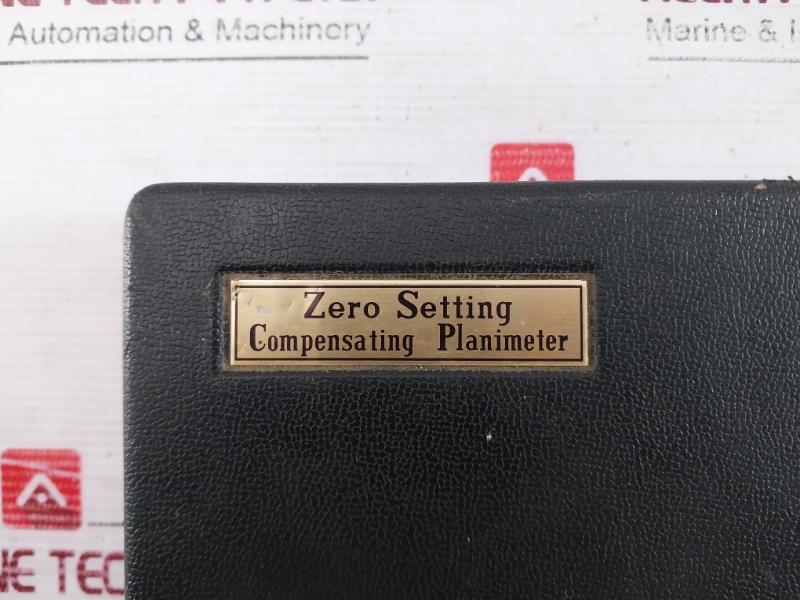 Automation & Machinery
Marine &
Zero Setting
Compensating Planimeter
NE TEC